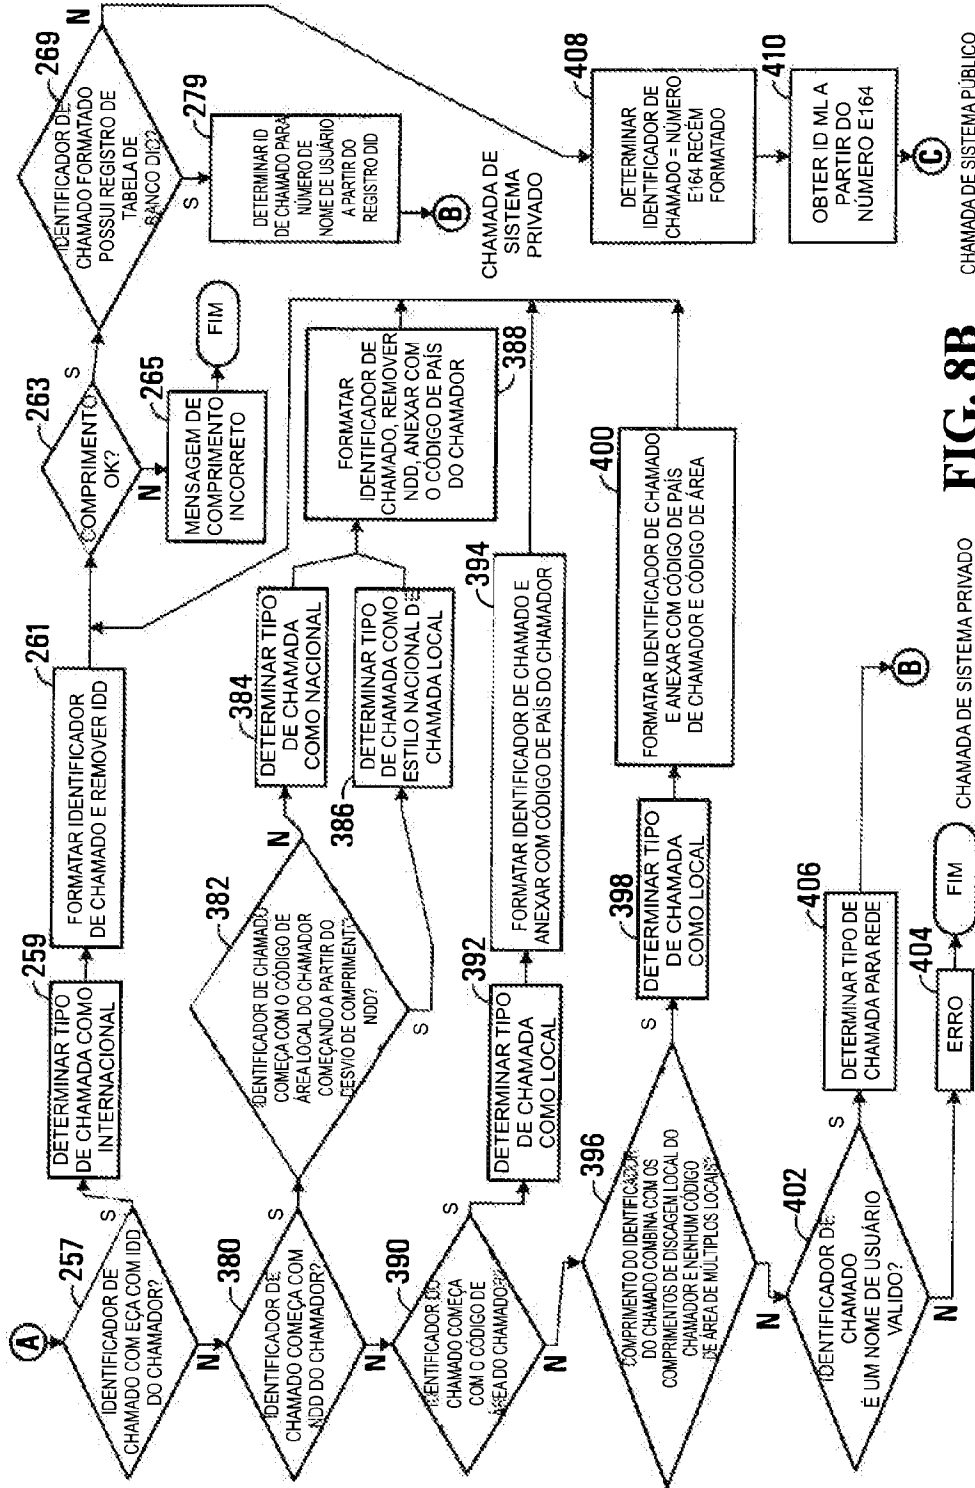 A
257
IDENTIFICADOR DE
CHAMADO COM EÇA COM IDD
DO CHAMADOR?
S
N
259
DETERMINAR TIPO
DE CHAMADA COMO
INTERNACIONAL
261
FORMATAR IDENTIFICADOR
DE CHAMADO E REMOVER IDD
263
COMPRIMENTO
OK?
S
N
265
MENSAGEM DE
COMPRIMENTO
INCORRETO
FIM
269
IDENTIFICADOR DE
CHAMADO FORMATADO
POSSUI REGISTRO DE
TABELA DE
BANCO DID?
N
S
279
DETERMINAR ID
DE CHAMADO PARA
NÚMERO DE
NOME DE USUÁRIO
A PARTIR DO
REGISTRO DID
B
CHAMADA DE
SISTEMA
PRIVADO
380
IDENTIFICADOR DE
CHAMADO COMEÇA COM
NDD DO CHAMADOR?
S
N
382
IDENTIFICADOR DE CHAMADO
COMEÇA COM O CÓDIGO DE
ÁREA LOCAL DO CHAMADOR
COMEÇANDO A PARTIR DO
DESVIO DE COMPRIMENT
NDD?
N
S
384
DETERMINAR TIPO
DE CHAMADA
COMO NACIONAL
386
DETERMINAR TIPO
DE CHAMADA COMO
ESTILO NACIONAL DE
CHAMADA LOCAL
388
FORMATAR
IDENTIFICADOR DE
CHAMADO, REMOVER
NDD, ANEXAR COM
O CÓDIGO DE PAÍS
DO CHAMADOR
390
IDENTIFICADOR DO
CHAMADO COMEÇA
COM O CÓDIGO DE
ÁREA DO CHAMADOR?
S
N
392
DETERMINAR TIPO
DE CHAMADA
COMO LOCAL
394
FORMATAR IDENTIFICADOR DE CHAMADO E
ANEXAR COM CÓDIGO DE PAÍS DO CHAMADOR
408
DETERMINAR
IDENTIFICADOR DE
CHAMADO = NÚMERO
E164 RECÉM
FORMATADO
410
OBTER ID ML A
PARTIR DO
NÚMERO E164
C
CHAMADA DE SISTEMA PÚBLICO
396
COMPRIMENTO DO IDENTIFICADOR
DO CHAMADO COMBINA COM OS
COMPRIMENTOS DE DISCAGEM LOCAL DO
CHAMADOR E NENHUM CÓDIGO
DE ÁREA DE MÚLTIPLOS LOCAIS
S
N
398
DETERMINAR TIPO
DE CHAMADA
COMO LOCAL
400
FORMATAR IDENTIFICADOR DE CHAMADO
E ANEXAR COM CÓDIGO DE PAÍS
DE CHAMADOR E CÓDIGO DE ÁREA
402
IDENTIFICADOR DE
CHAMADO
É UM NOME DE USUÁRIO
VALIDO?
S
N
406
DETERMINAR TIPO DE
CHAMADA PARA REDE
B
CHAMADA DE SISTEMA PRIVADO
404
ERRO
FIM
FIG. 8B